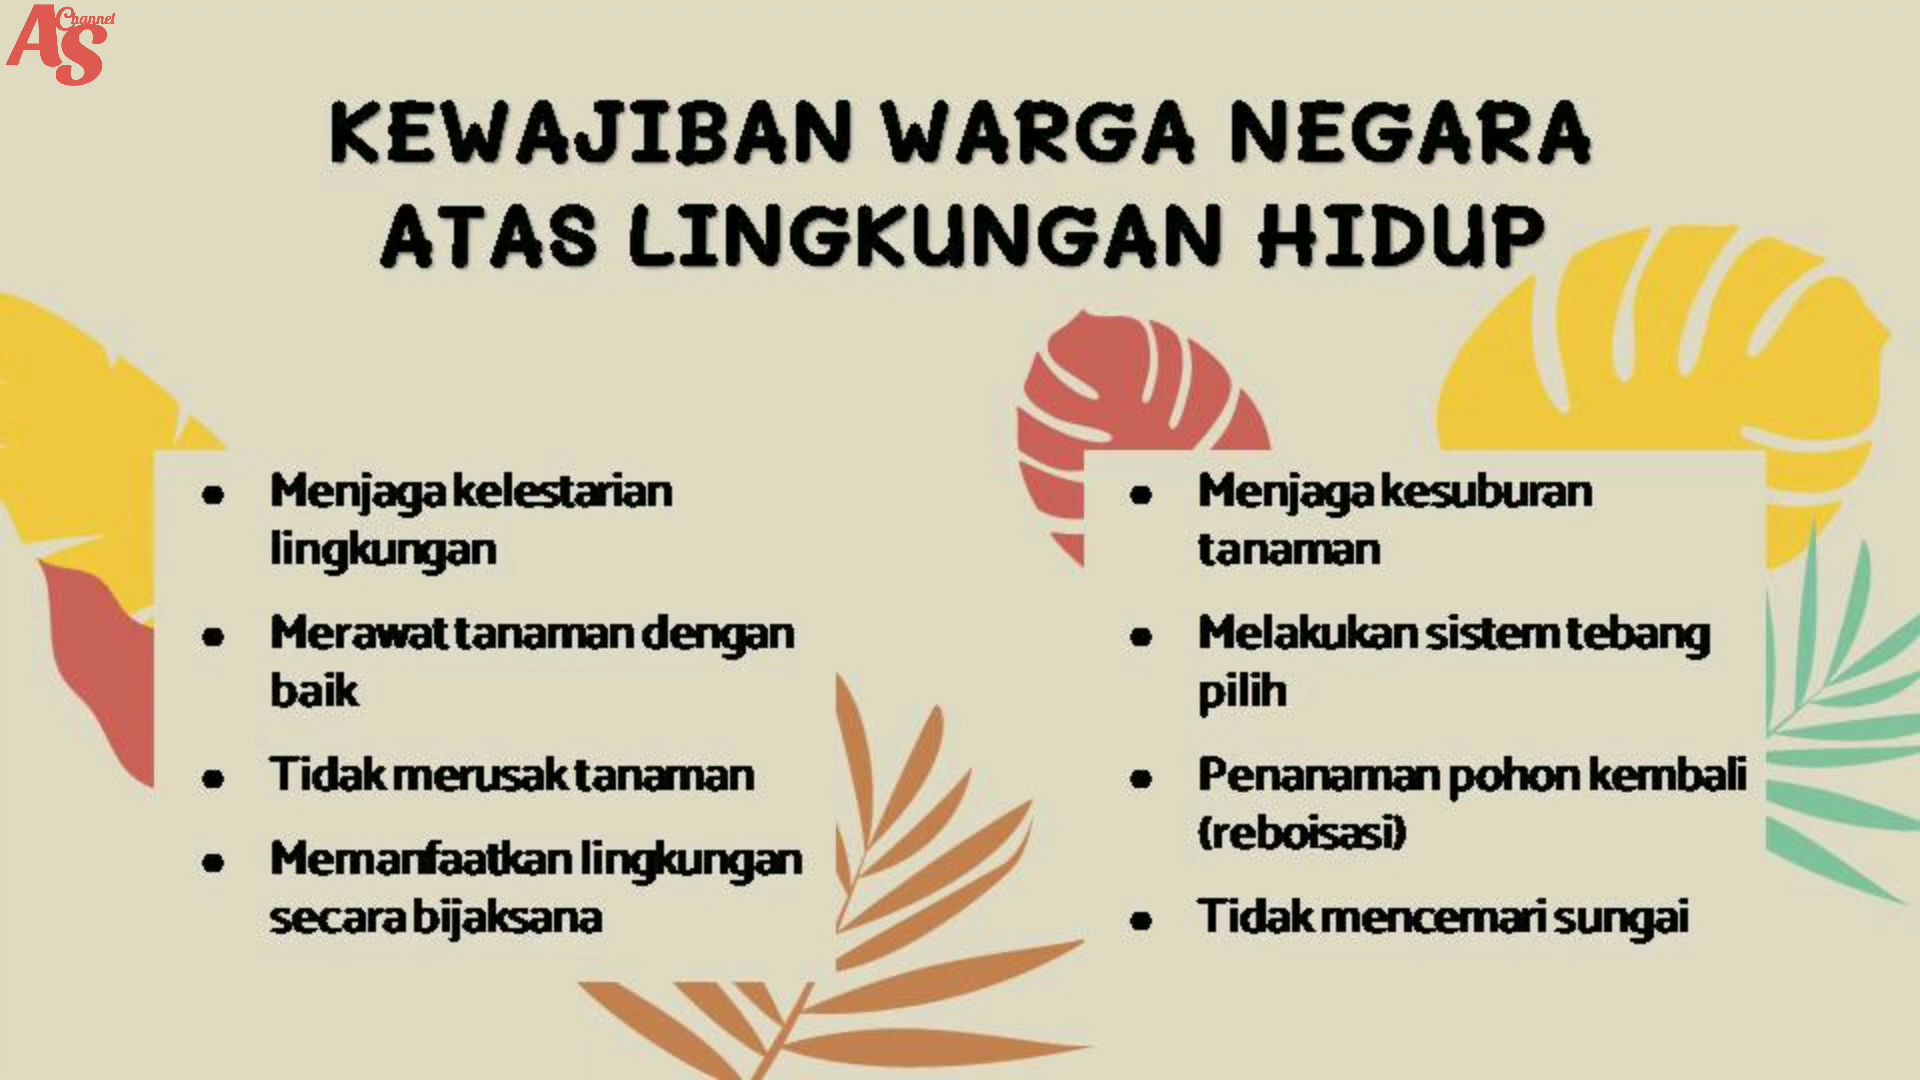 AS Channel
KEWAJIBAN WARGA NEGARA
ATAS LINGKUNGAN HIDUP
• Menjaga kelestarian
lingkungan
• Merawat tanaman dengan
baik
• Tidak merusak tanaman
• Memanfaatkan lingkungan
secara bijaksana
• Menjaga kesuburan
tanaman
• Melakukan sistem tebang
pilih
• Penanaman pohon kembali
(reboisasi)
• Tidak mencemari sungai